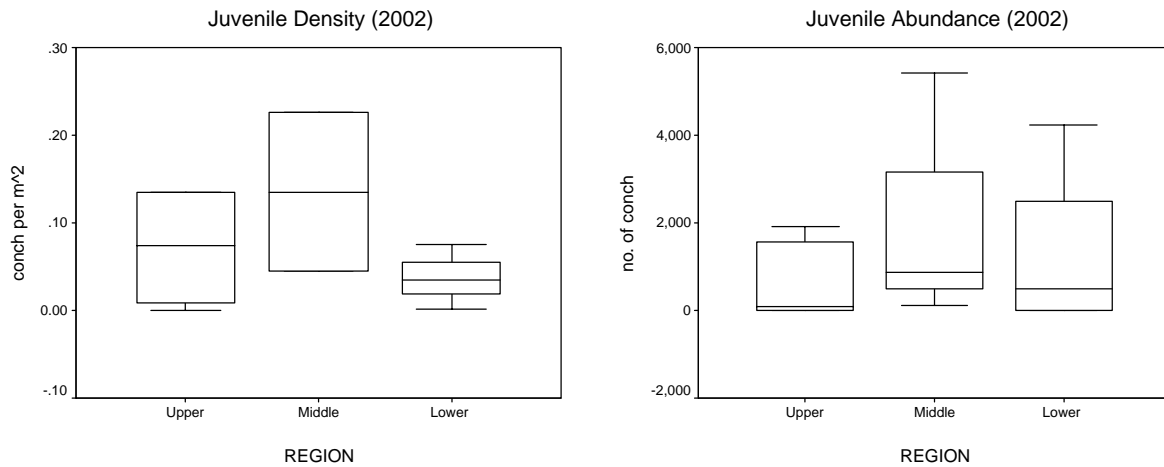 Juvenile Density (2002)
.30
.20
.10
0.00
-.10
conch per m^2
Upper Middle Lower
REGION
Juvenile Abundance (2002)
6,000
4,000
2,000
0
-2,000
no. of conch
Upper Middle Lower
REGION